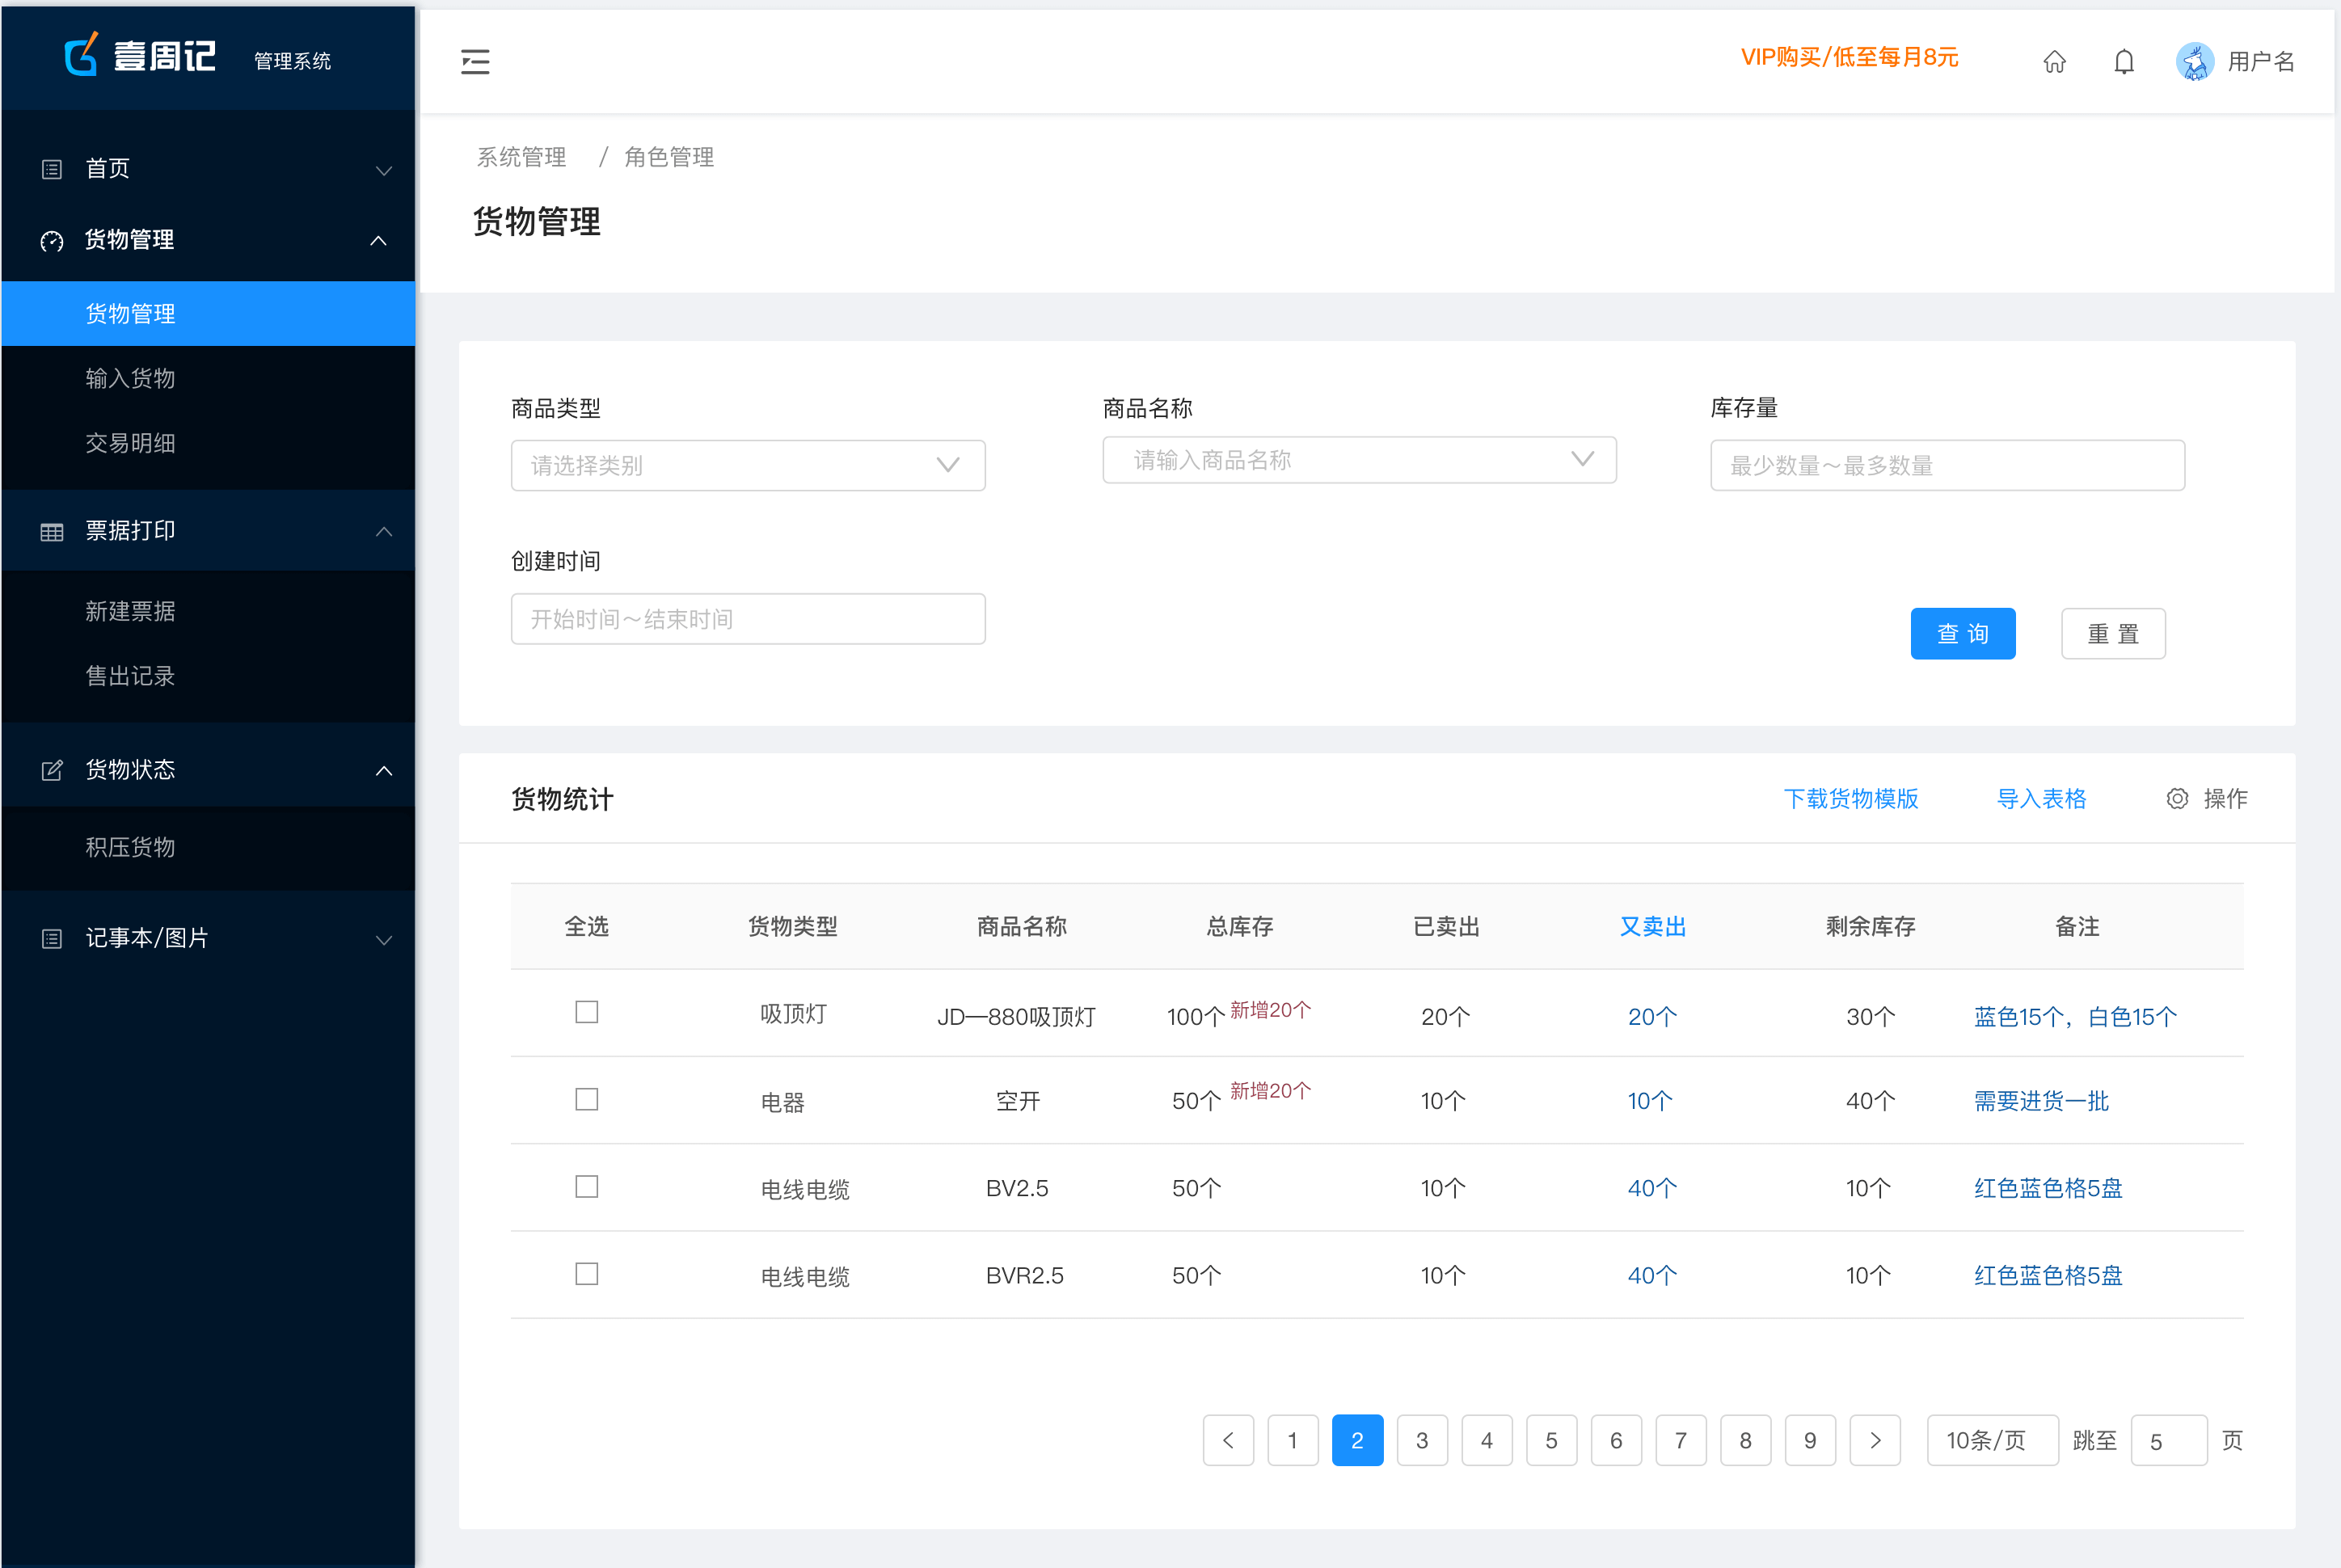 壹周记 管理系统
VIP购买/低至每月8元
用户名
首页
货物管理
货物管理
输入货物
交易明细
票据打印
新建票据
售出记录
货物状态
积压货物
记事本/图片
系统管理 / 角色管理
货物管理
商品类型 商品名称 库存量
请选择类别 请输入商品名称 最少数量～最多数量
创建时间
开始时间～结束时间
查 询 重 置
货物统计 下载货物模版 导入表格 操作
全选 货物类型 商品名称 总库存 已卖出 又卖出 剩余库存 备注
吸顶灯 JD—880吸顶灯 100个 新增20个 20个 20个 30个 蓝色15个，白色15个
电器 空开 50个 新增20个 10个 10个 40个 需要进货一批
电线电缆 BV2.5 50个 10个 40个 10个 红色蓝色格5盘
电线电缆 BVR2.5 50个 10个 40个 10个 红色蓝色格5盘
< 1 2 3 4 5 6 7 8 9 > 10条/页 跳至 5 页